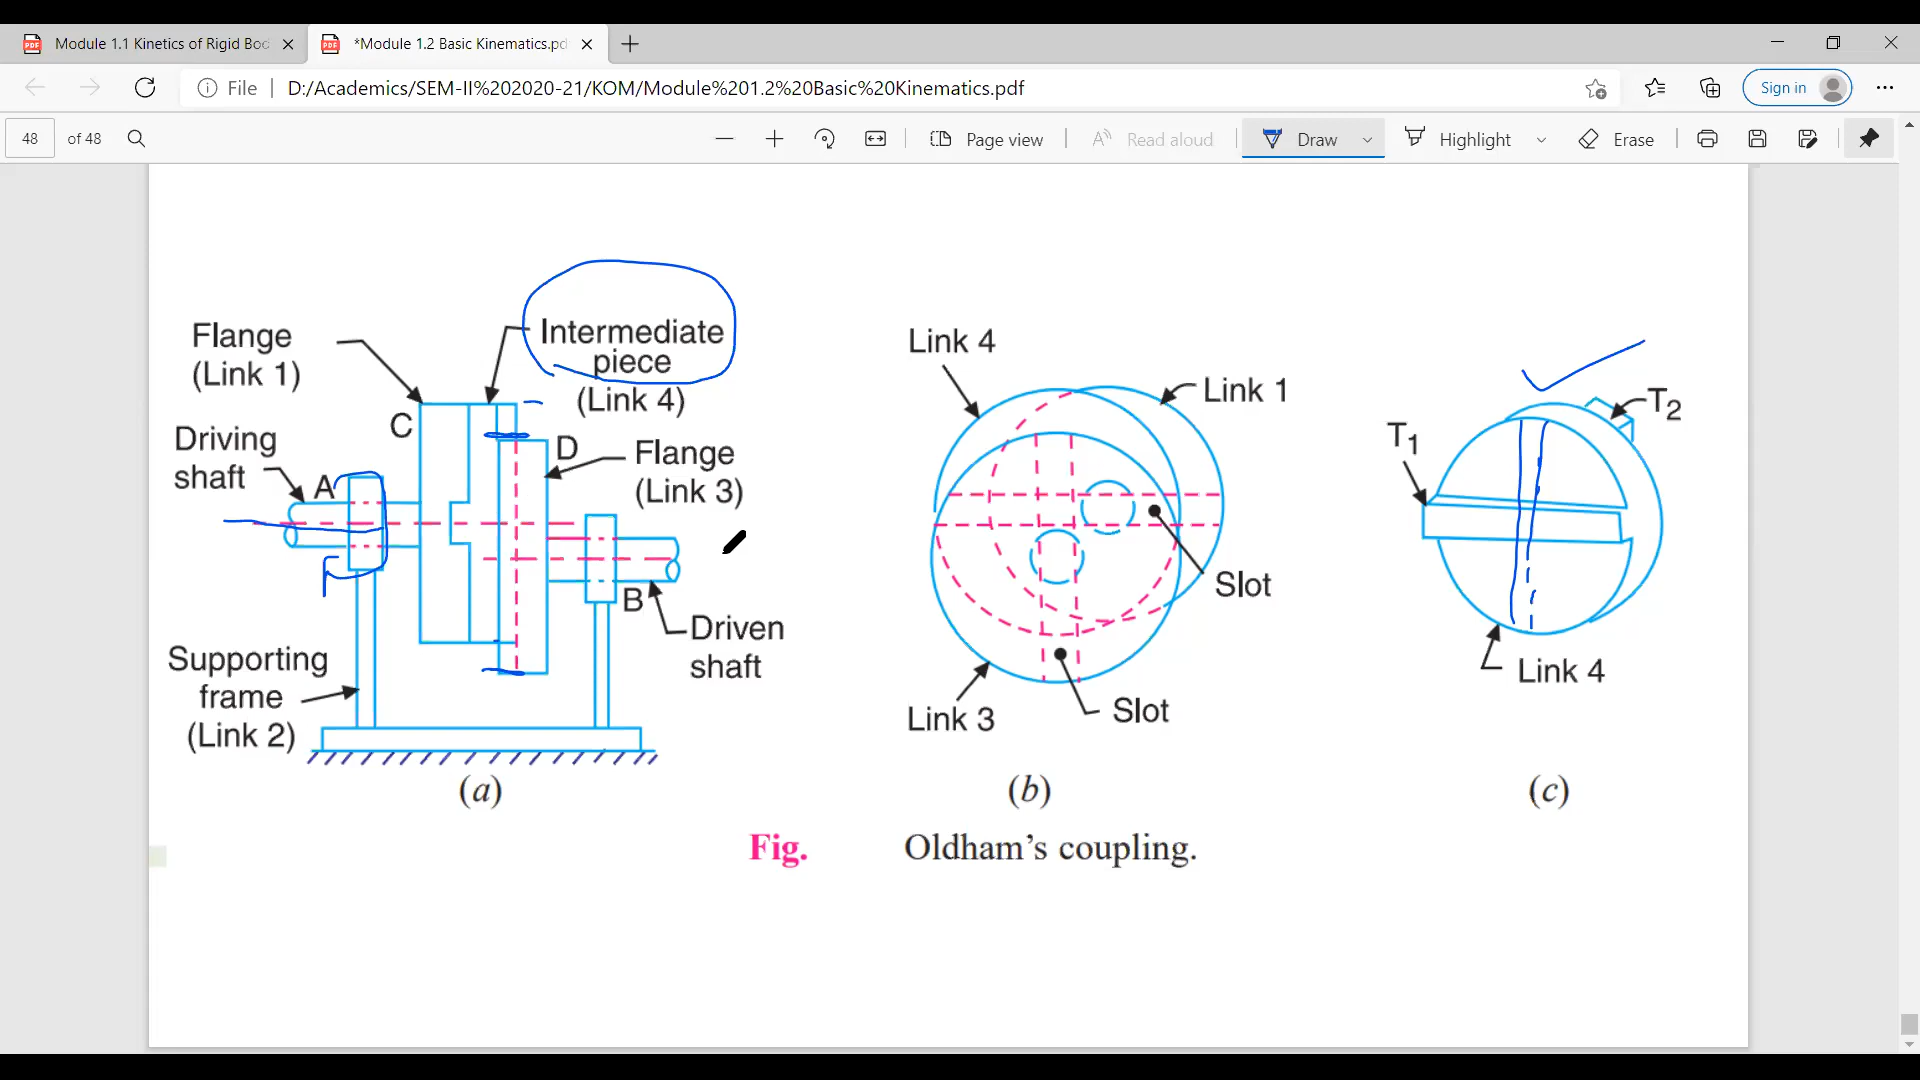 Module 1.1 Kinetics of Rigid Bod
*Module 1.2 Basic Kinematics.pd
File
D:/Academics/SEM-II%202020-21/KOM/Module%201.2%20Basic%20Kinematics.pdf
Sign in
48
of 48
Page view
Read aloud
Draw
Highlight
Erase
Flange
(Link 1)
Intermediate
piece
(Link 4)
C
D
Driving
shaft
A
Flange
(Link 3)
B
Driven
shaft
Supporting
frame
(Link 2)
(a)
Link 4
Link 1
Slot
Slot
Link 3
(b)
T1
T2
Link 4
(c)
Fig. Oldham’s coupling.